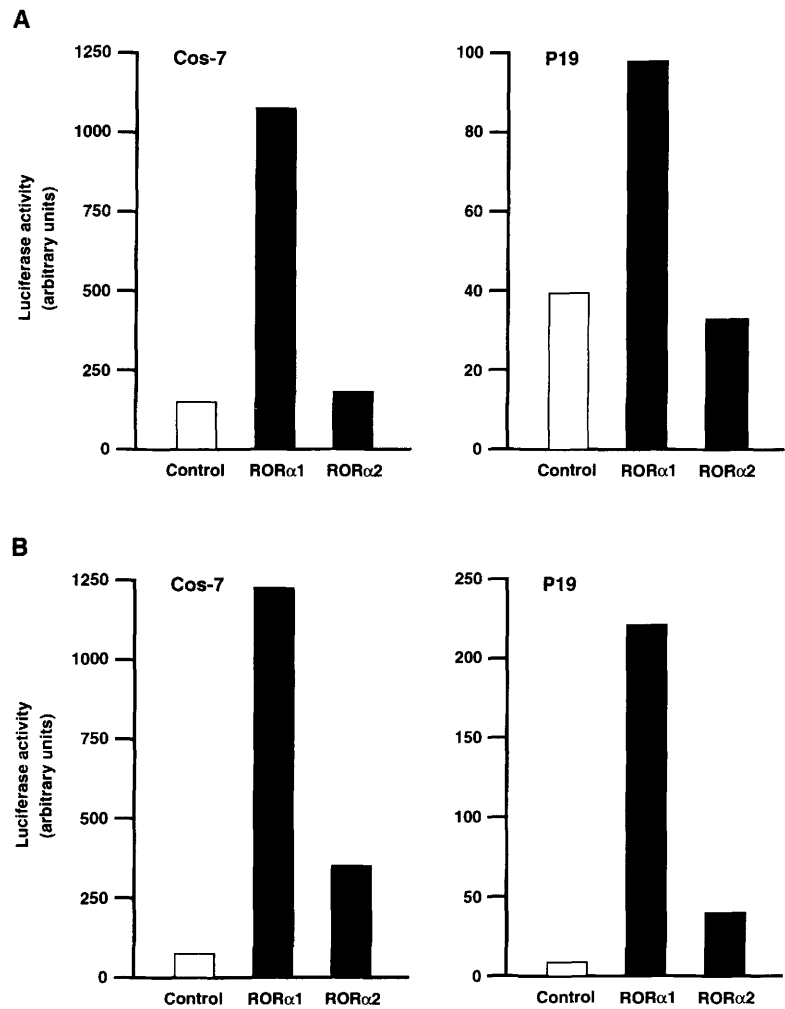 A
Cos-7
1250
1000
750
500
250
0
Luciferase activity
(arbitrary units)
Control RORα1 RORα2
P19
100
80
60
40
20
0
Control RORα1 RORα2
B
Cos-7
1250
1000
750
500
250
0
Luciferase activity
(arbitrary units)
Control RORα1 RORα2
P19
250
200
150
100
50
0
Control RORα1 RORα2